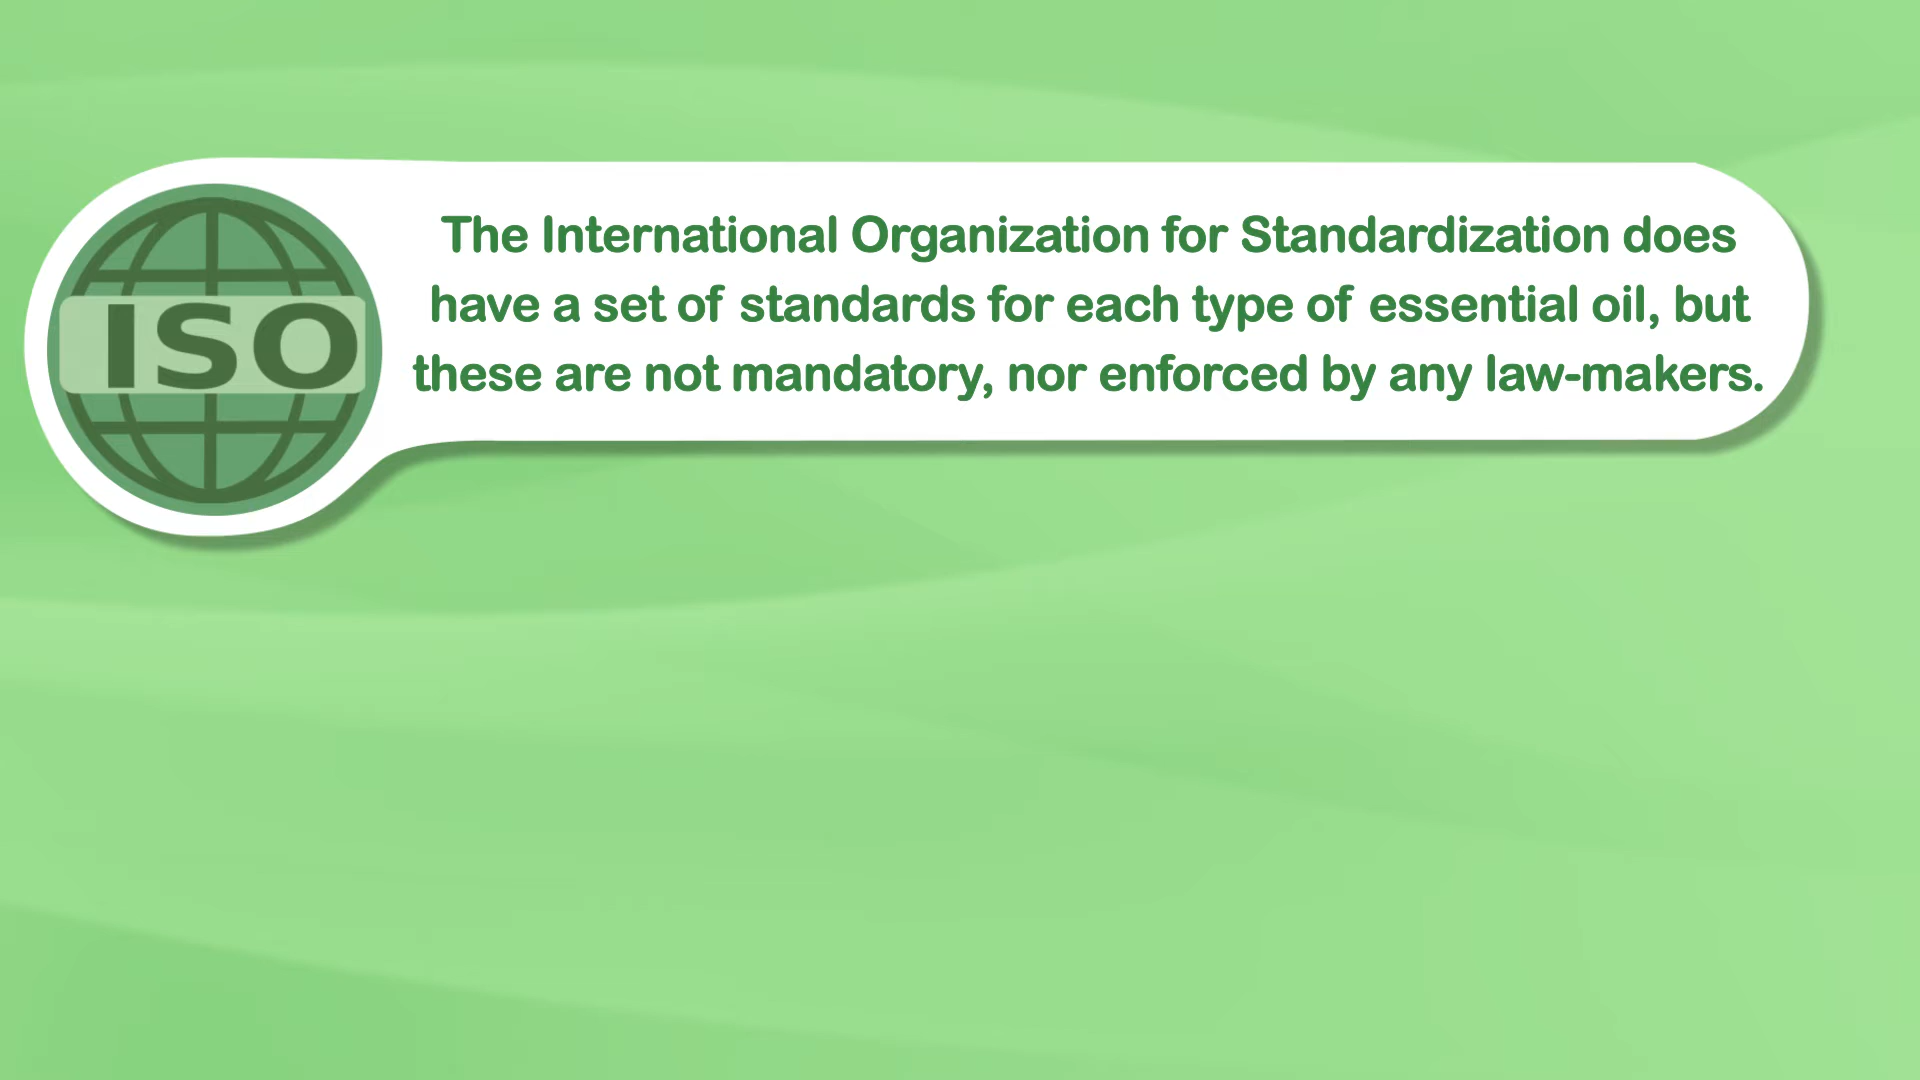 ISO
The International Organization for Standardization does
have a set of standards for each type of essential oil, but
these are not mandatory, nor enforced by any law-makers.